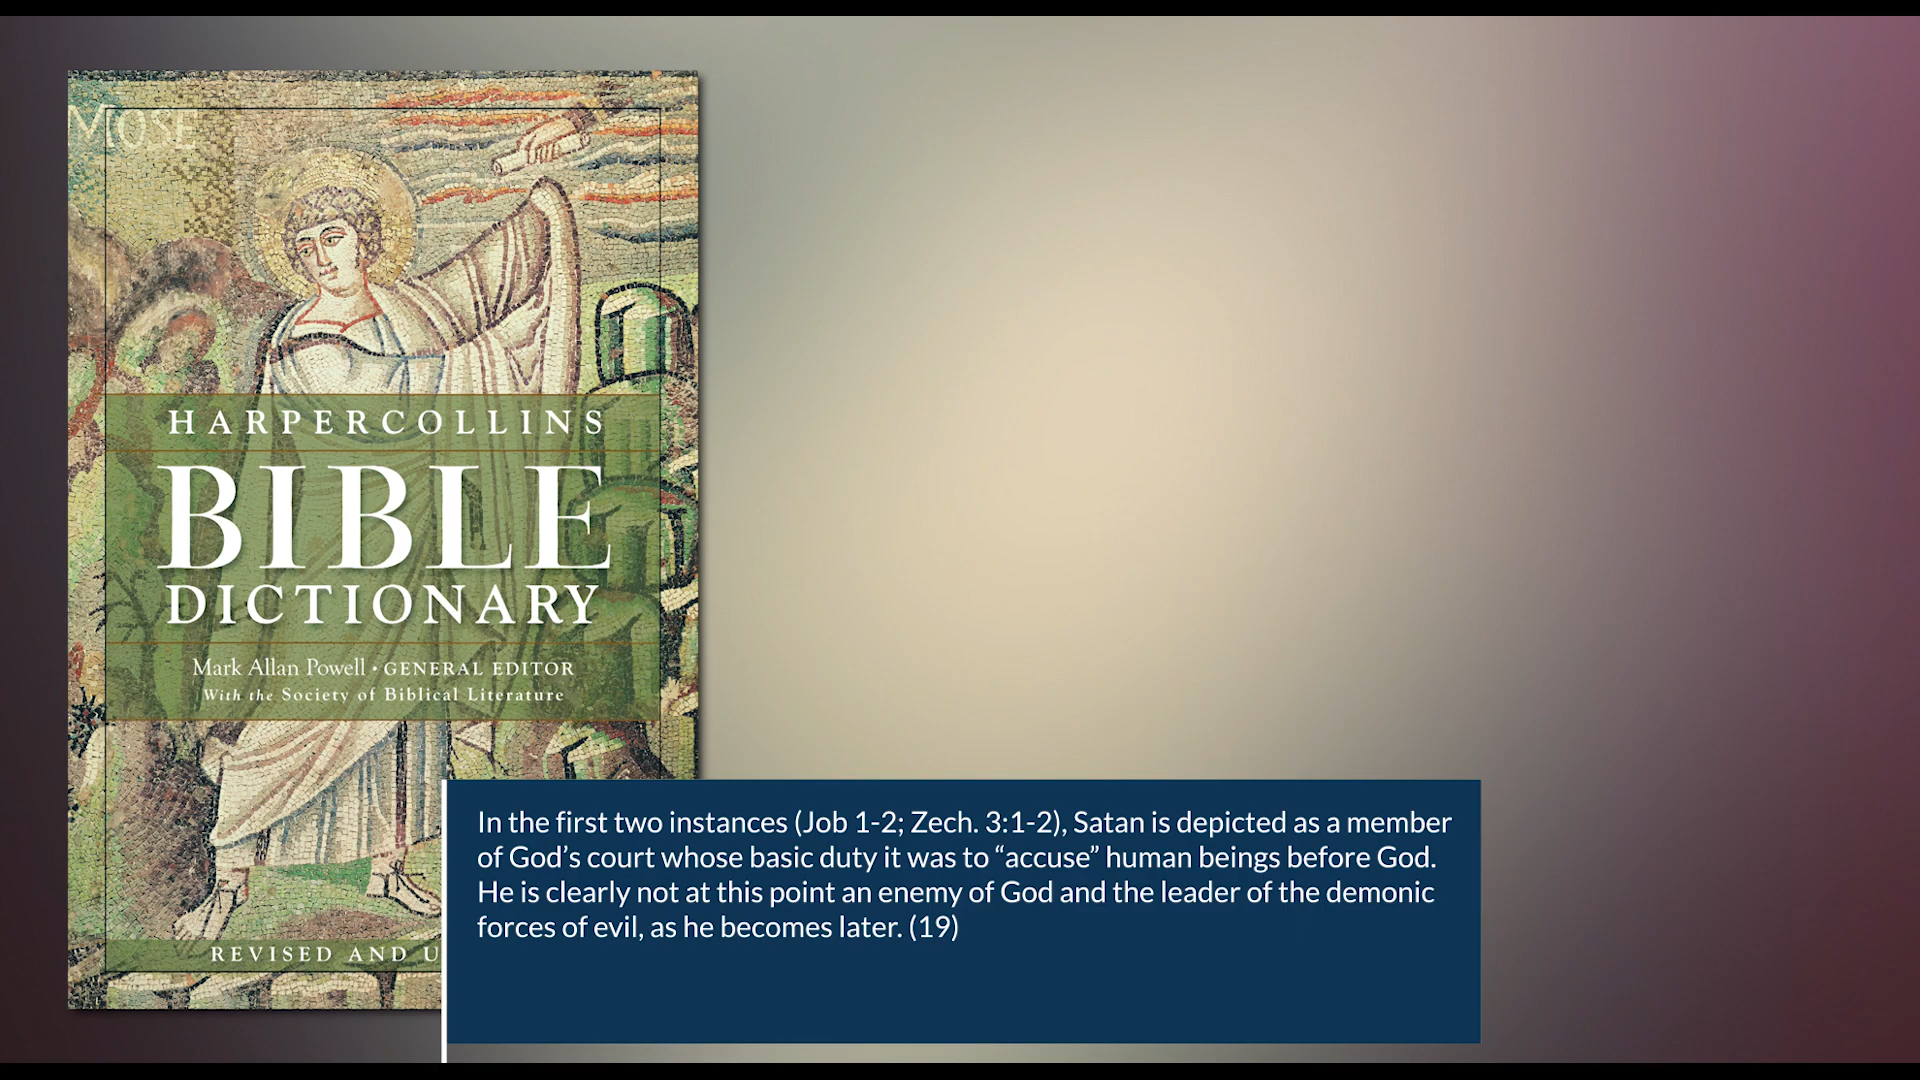 MOSE
HARPERCOLLINS
BIBLE
DICTIONARY
Mark Allan Powell • GENERAL EDITOR
With the Society of Biblical Literature
REVISED AND U
In the first two instances (Job 1-2; Zech. 3:1-2), Satan is depicted as a member
of God’s court whose basic duty it was to “accuse” human beings before God.
He is clearly not at this point an enemy of God and the leader of the demonic
forces of evil, as he becomes later. (19)